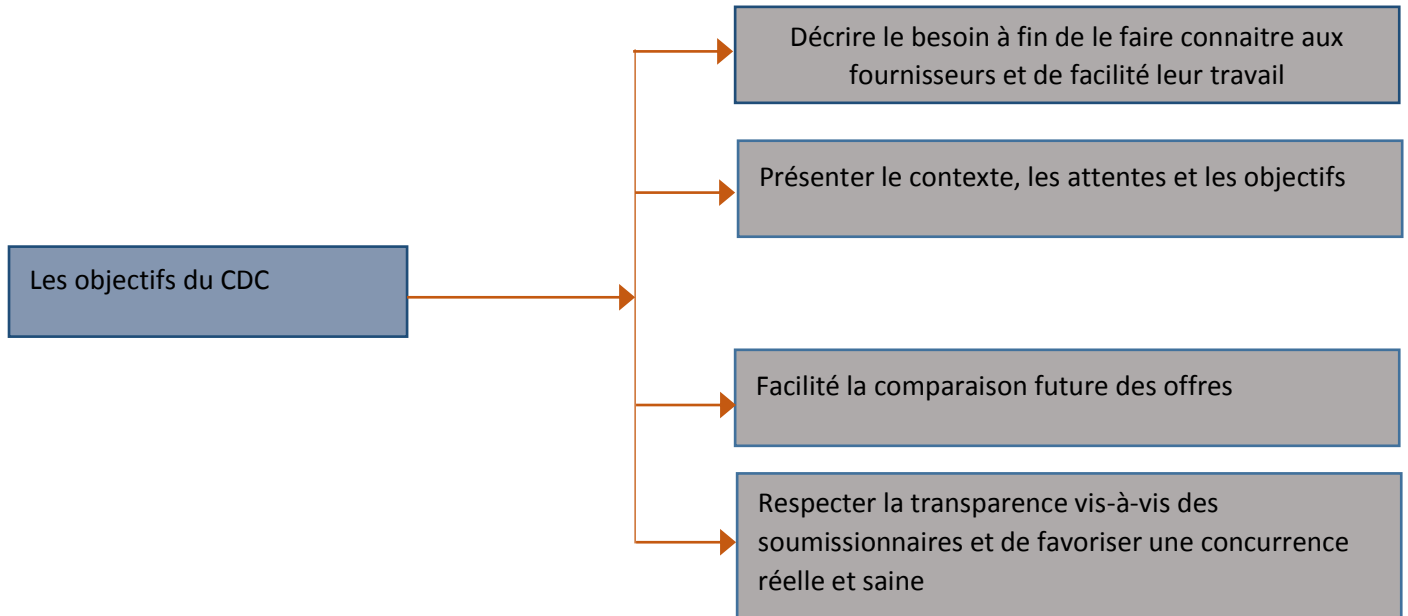 Décrire le besoin à fin de le faire connaitre aux
fournisseurs et de facilité leur travail
Présenter le contexte, les attentes et les objectifs
Les objectifs du CDC
Facilité la comparaison future des offres
Respecter la transparence vis-à-vis des
soumissionnaires et de favoriser une concurrence
réelle et saine